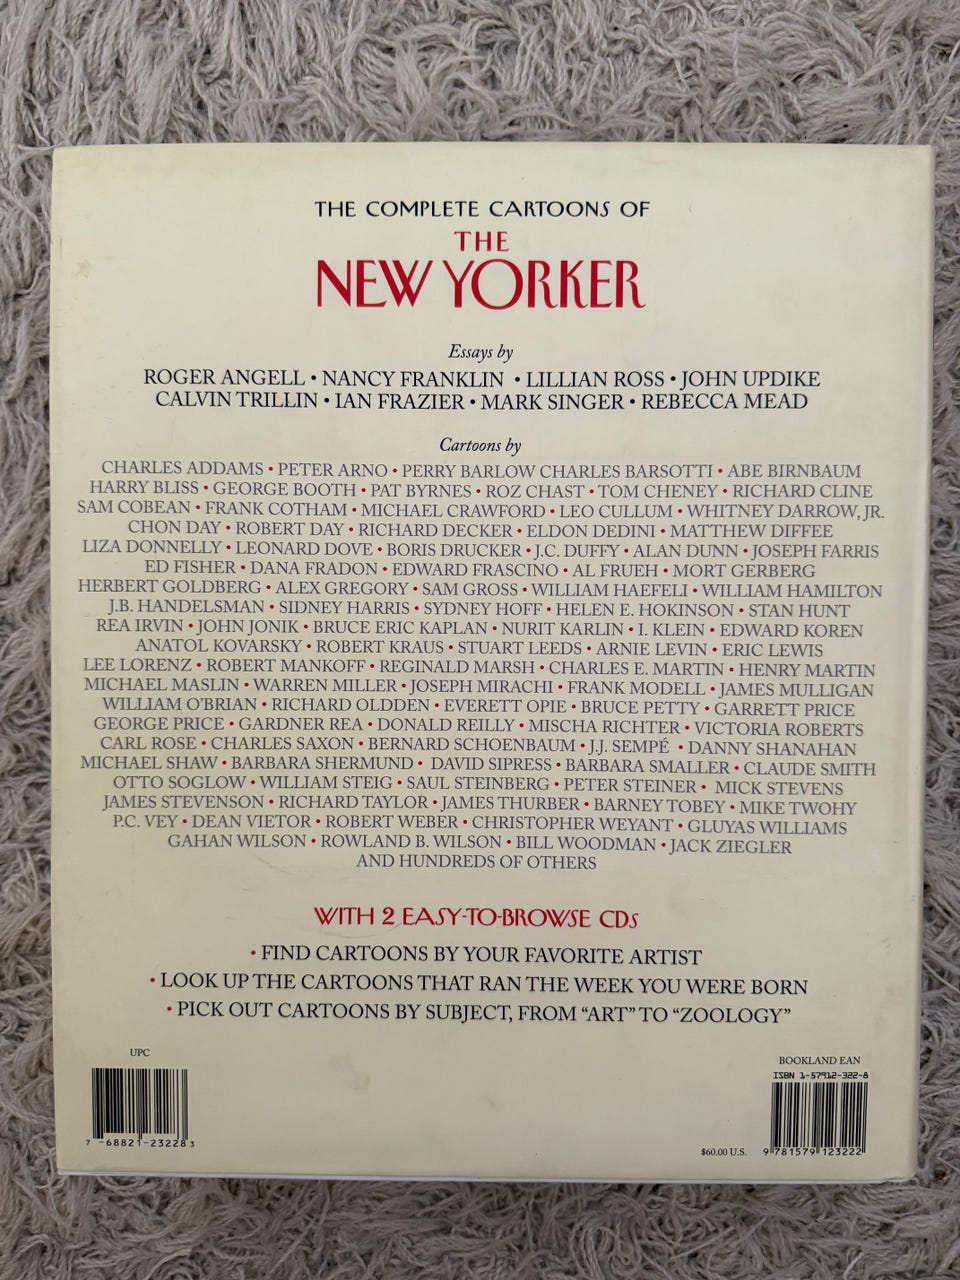 THE COMPLETE CARTOONS OF
THE
NEW YORKER
Essays by
ROGER ANGELL • NANCY FRANKLIN • LILLIAN ROSS • JOHN UPDIKE
CALVIN TRILLIN • IAN FRAZIER • MARK SINGER • REBECCA MEAD
Cartoons by
CHARLES ADDAMS • PETER ARNO • PERRY BARLOW CHARLES BARSOTTI • ABE BIRNBAUM
HARRY BLISS • GEORGE BOOTH • PAT BYRNES • ROZ CHAST • TOM CHENEY • RICHARD CLINE
SAM COBEAN • FRANK COTHAM • MICHAEL CRAWFORD • LEO CULLUM • WHITNEY DARROW, JR.
CHON DAY • ROBERT DAY • RICHARD DECKER • ELDON DEDINI • MATTHEW DIFFEE
LIZA DONNELLY • LEONARD DOVE • BORIS DRUCKER • J.C. DUFFY • ALAN DUNN • JOSEPH FARRIS
ED FISHER • DANA FRADON • EDWARD FRASCINO • AL FRUEH • MORT GERBERG
HERBERT GOLDBERG • ALEX GREGORY • SAM GROSS • WILLIAM HAEFELI • WILLIAM HAMILTON
J.B. HANDELSMAN • SIDNEY HARRIS • SYDNEY HOFF • HELEN E. HOKINSON • STAN HUNT
REA IRVIN • JOHN JONIK • BRUCE ERIC KAPLAN • NURIT KARLIN • I. KLEIN • EDWARD KOREN
ANATOL KOVARSKY • ROBERT KRAUS • STUART LEEDS • ARNIE LEVIN • ERIC LEWIS
LEE LORENZ • ROBERT MANKOFF • REGINALD MARSH • CHARLES E. MARTIN • HENRY MARTIN
MICHAEL MASLIN • WARREN MILLER • JOSEPH MIRACHI • FRANK MODELL • JAMES MULLIGAN
WILLIAM O'BRIAN • RICHARD OLDDEN • EVERETT OPIE • BRUCE PETTY • GARRETT PRICE
GEORGE PRICE • GARDNER REA • DONALD REILLY • MISCHA RICHTER • VICTORIA ROBERTS
CARL ROSE • CHARLES SAXON • BERNARD SCHOENBAUM • J.J. SEMPÉ • DANNY SHANAHAN
MICHAEL SHAW • BARBARA SHERMUND • DAVID SIPRESS • BARBARA SMALLER • CLAUDE SMITH
OTTO SOGLOW • WILLIAM STEIG • SAUL STEINBERG • PETER STEINER • MICK STEVENS
JAMES STEVENSON • RICHARD TAYLOR • JAMES THURBER • BARNEY TOBEY • MIKE TWOHY
P.C. VEY • DEAN VIETOR • ROBERT WEBER • CHRISTOPHER WEYANT • GLUYAS WILLIAMS
GAHAN WILSON • ROWLAND B. WILSON • BILL WOODMAN • JACK ZIEGLER
AND HUNDREDS OF OTHERS
WITH 2 EASY-TO-BROWSE CDs
• FIND CARTOONS BY YOUR FAVORITE ARTIST
• LOOK UP THE CARTOONS THAT RAN THE WEEK YOU WERE BORN
• PICK OUT CARTOONS BY SUBJECT, FROM “ART” TO “ZOOLOGY”
UPC
7 68821 23228 3
BOOKLAND EAN
ISBN 1-57912-322-8
$60.00 U.S.
9 781579 123222